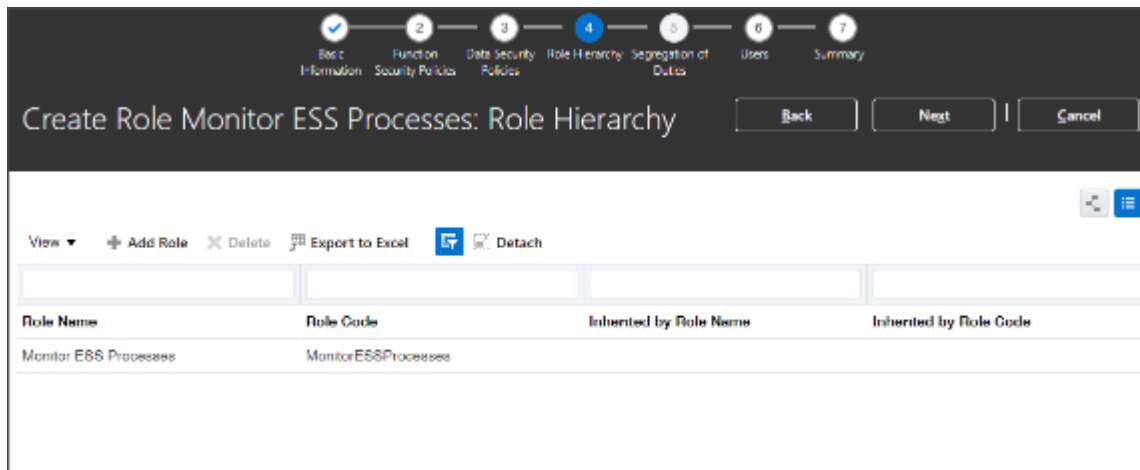 2 3 4 5 6 7
Basic Information
Function Security Policies
Data Security Policies
Role Hierarchy
Segregation of Duties
Users
Summary
Create Role Monitor ESS Processes: Role Hierarchy
Back Next Cancel
View Add Role Delete Export to Excel Detach
Role Name Role Code Inherited by Role Name Inherited by Role Code
Monitor ESS Processes MonitorESSProcesses